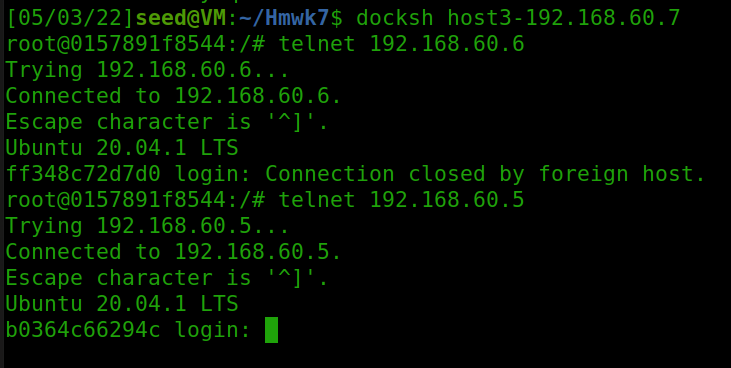 [05/03/22]seed@VM:~/Hmwk7$ docksh host3-192.168.60.7
root@0157891f8544:/# telnet 192.168.60.6
Trying 192.168.60.6...
Connected to 192.168.60.6.
Escape character is '^]'.
Ubuntu 20.04.1 LTS
ff348c72d7d0 login: Connection closed by foreign host.
root@0157891f8544:/# telnet 192.168.60.5
Trying 192.168.60.5...
Connected to 192.168.60.5.
Escape character is '^]'.
Ubuntu 20.04.1 LTS
b0364c66294c login: